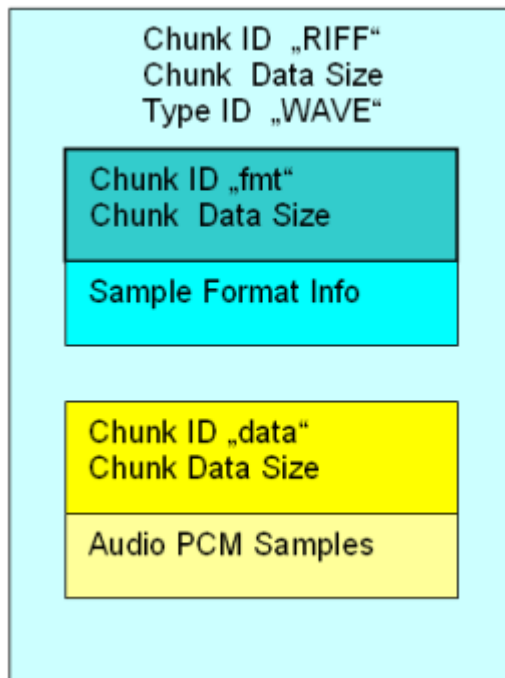 Chunk ID „RIFF“
Chunk Data Size
Type ID „WAVE“
Chunk ID „fmt“
Chunk Data Size
Sample Format Info
Chunk ID „data“
Chunk Data Size
Audio PCM Samples